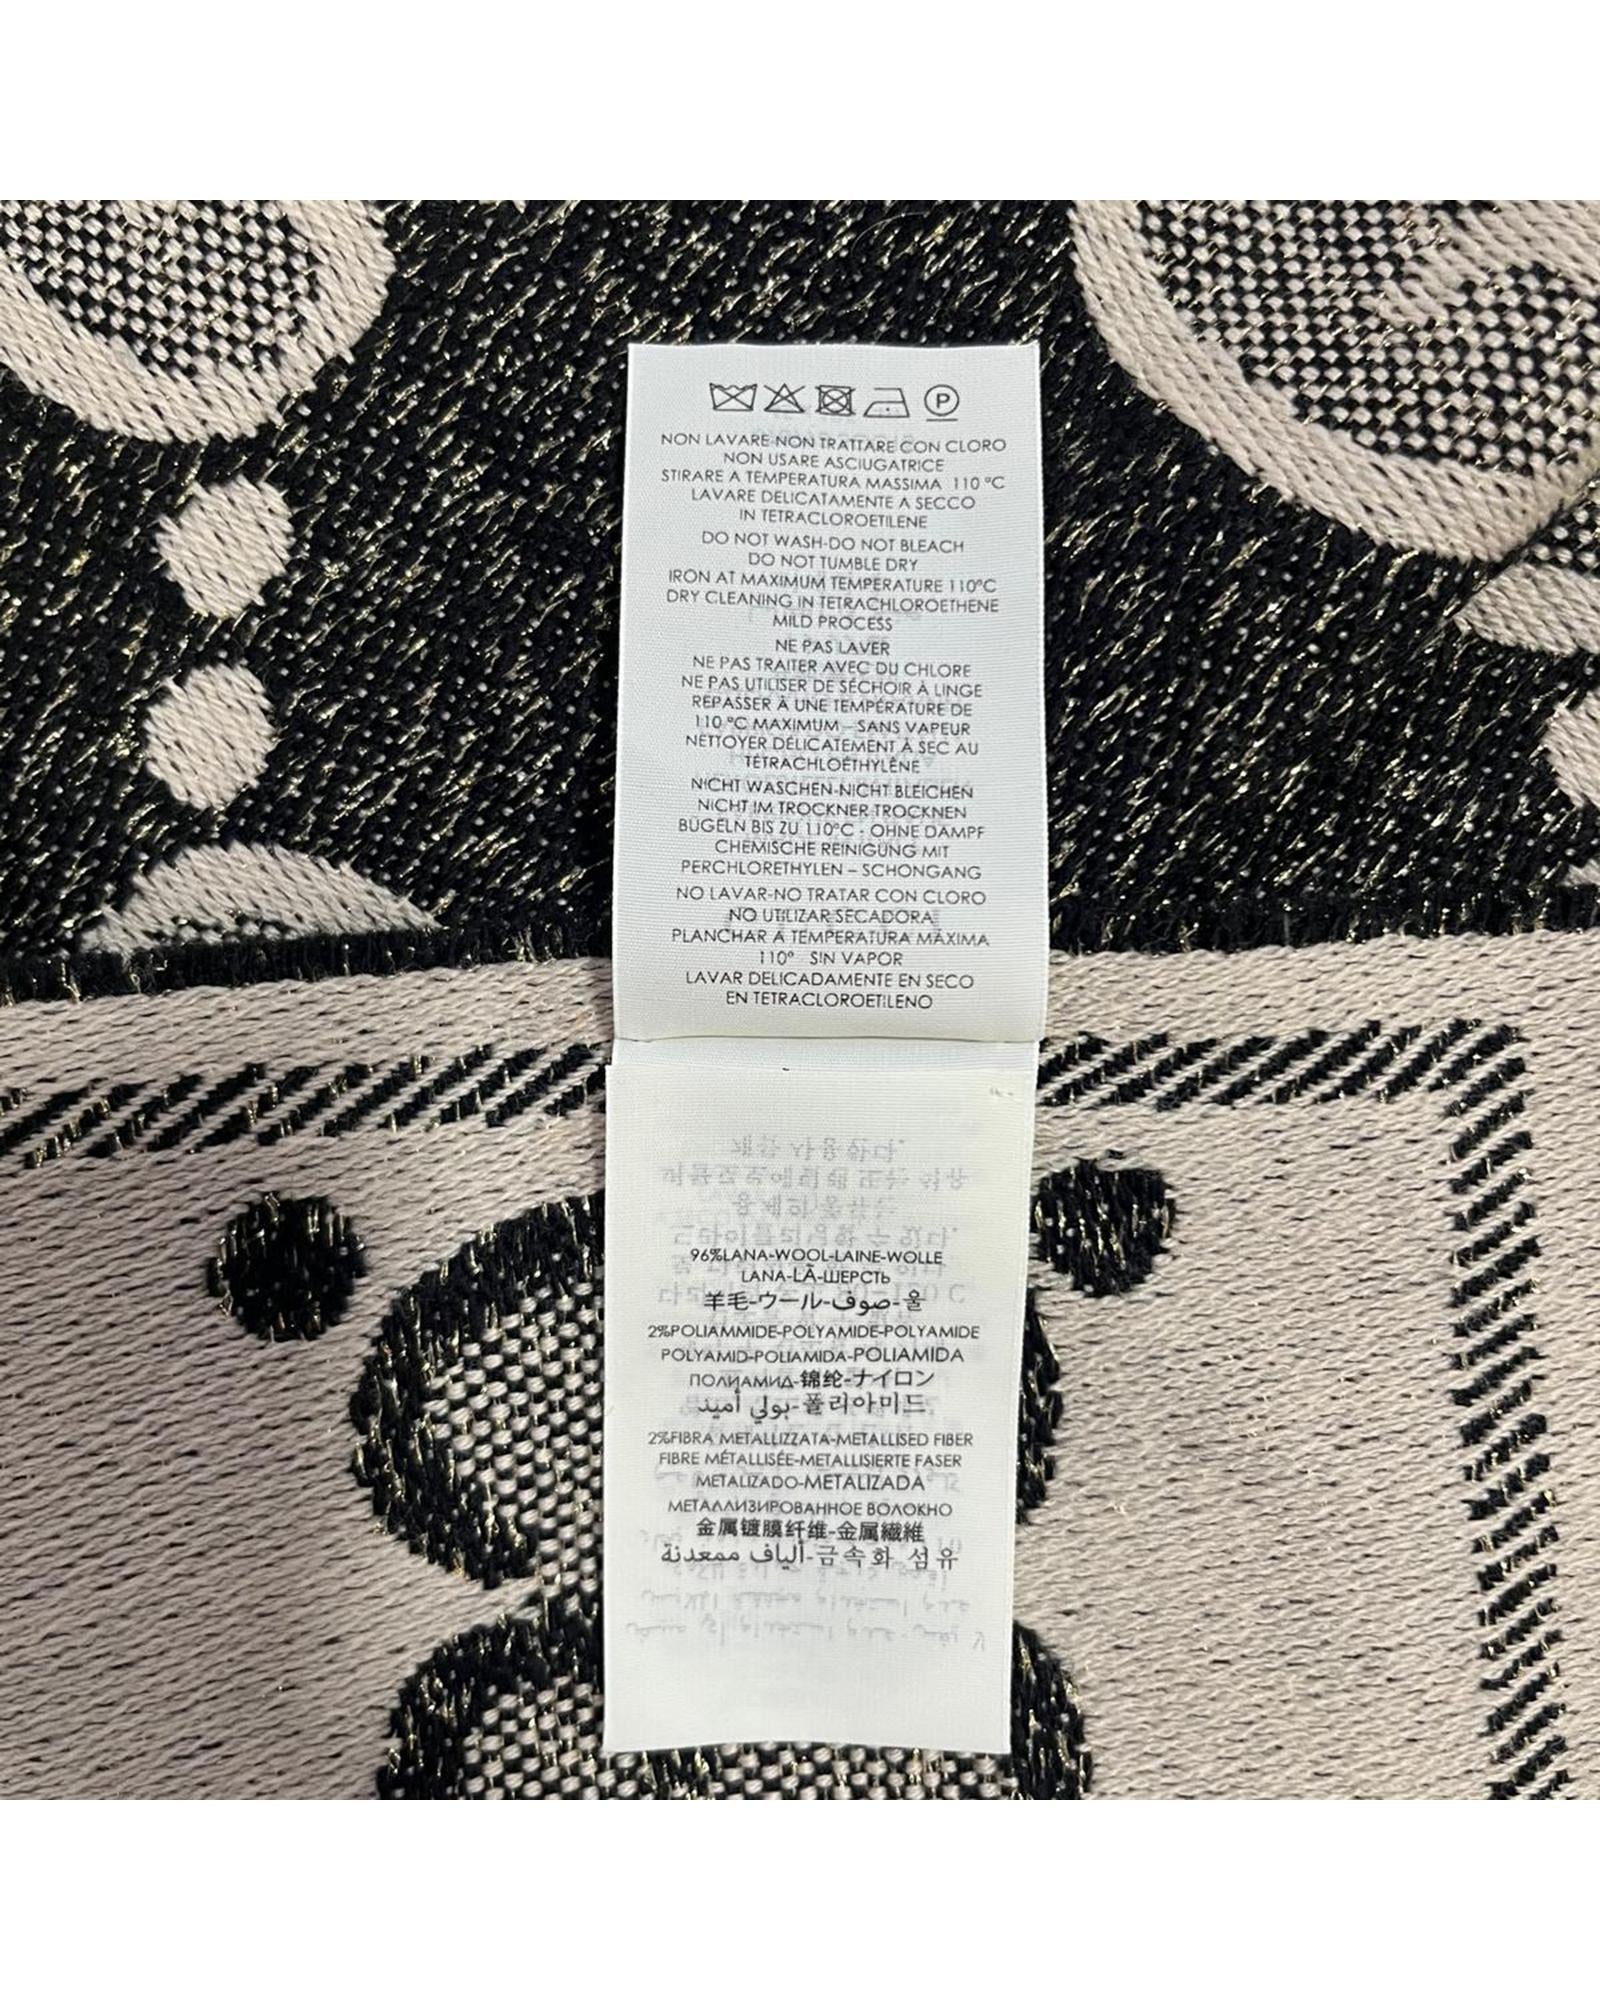 P
NON LAVARE-NON TRATTARE CON CLORO
NON USARE ASCIUGATRICE
STIRARE A TEMPERATURA MASSIMA 110 °C
LAVARE DELICATAMENTE A SECCO
IN TETRACLOROETILENE
DO NOT WASH-DO NOT BLEACH
DO NOT TUMBLE DRY
IRON AT MAXIMUM TEMPERATURE 110°C
DRY CLEANING IN TETRACHLOROETHENE
MILD PROCESS
NE PAS LAVER
NE PAS TRAITER AVEC DU CHLORE
NE PAS UTILISER DE SÉCHOIR À LINGE
REPASSER À UNE TEMPÉRATURE DE
110 °C MAXIMUM – SANS VAPEUR
NETTOYER DÉLICATEMENT À SEC AU
TÉTRACHLOÉTHYLÈNE
NICHT WASCHEN-NICHT BLEICHEN
NICHT IM TROCKNER TROCKNEN
BÜGELN BIS ZU 110°C - OHNE DAMPF
CHEMISCHE REINIGUNG MIT
PERCHLORETHYLEN – SCHONGANG
NO LAVAR-NO TRATAR CON CLORO
NO UTILIZAR SECADORA
PLANCHAR A TEMPERATURA MÁXIMA
110° SIN VAPOR
LAVAR DELICADAMENTE EN SECO
EN TETRACLOROETILENO
96%LANA-WOOL-LAINE-WOLLE
LANA-LÃ-ШЕРСТЬ
羊毛-ウール-صوف-울
2%POLIAMMIDE-POLYAMIDE-POLYAMIDE
POLYAMID-POLIAMIDA-POLIAMIDA
ПОЛИАМИД-锦纶-ナイロン
بولي أميد-폴리아미드
2%FIBRA METALLIZZATA-METALLISED FIBER
FIBRE MÉTALLISÉE-METALLISIERTE FASER
METALIZADO-METALIZADA
МЕТАЛЛИЗИРОВАННОЕ ВОЛОКНО
金属镀膜纤维-金属繊維
ألياف ممعدنة-금속화 섬유